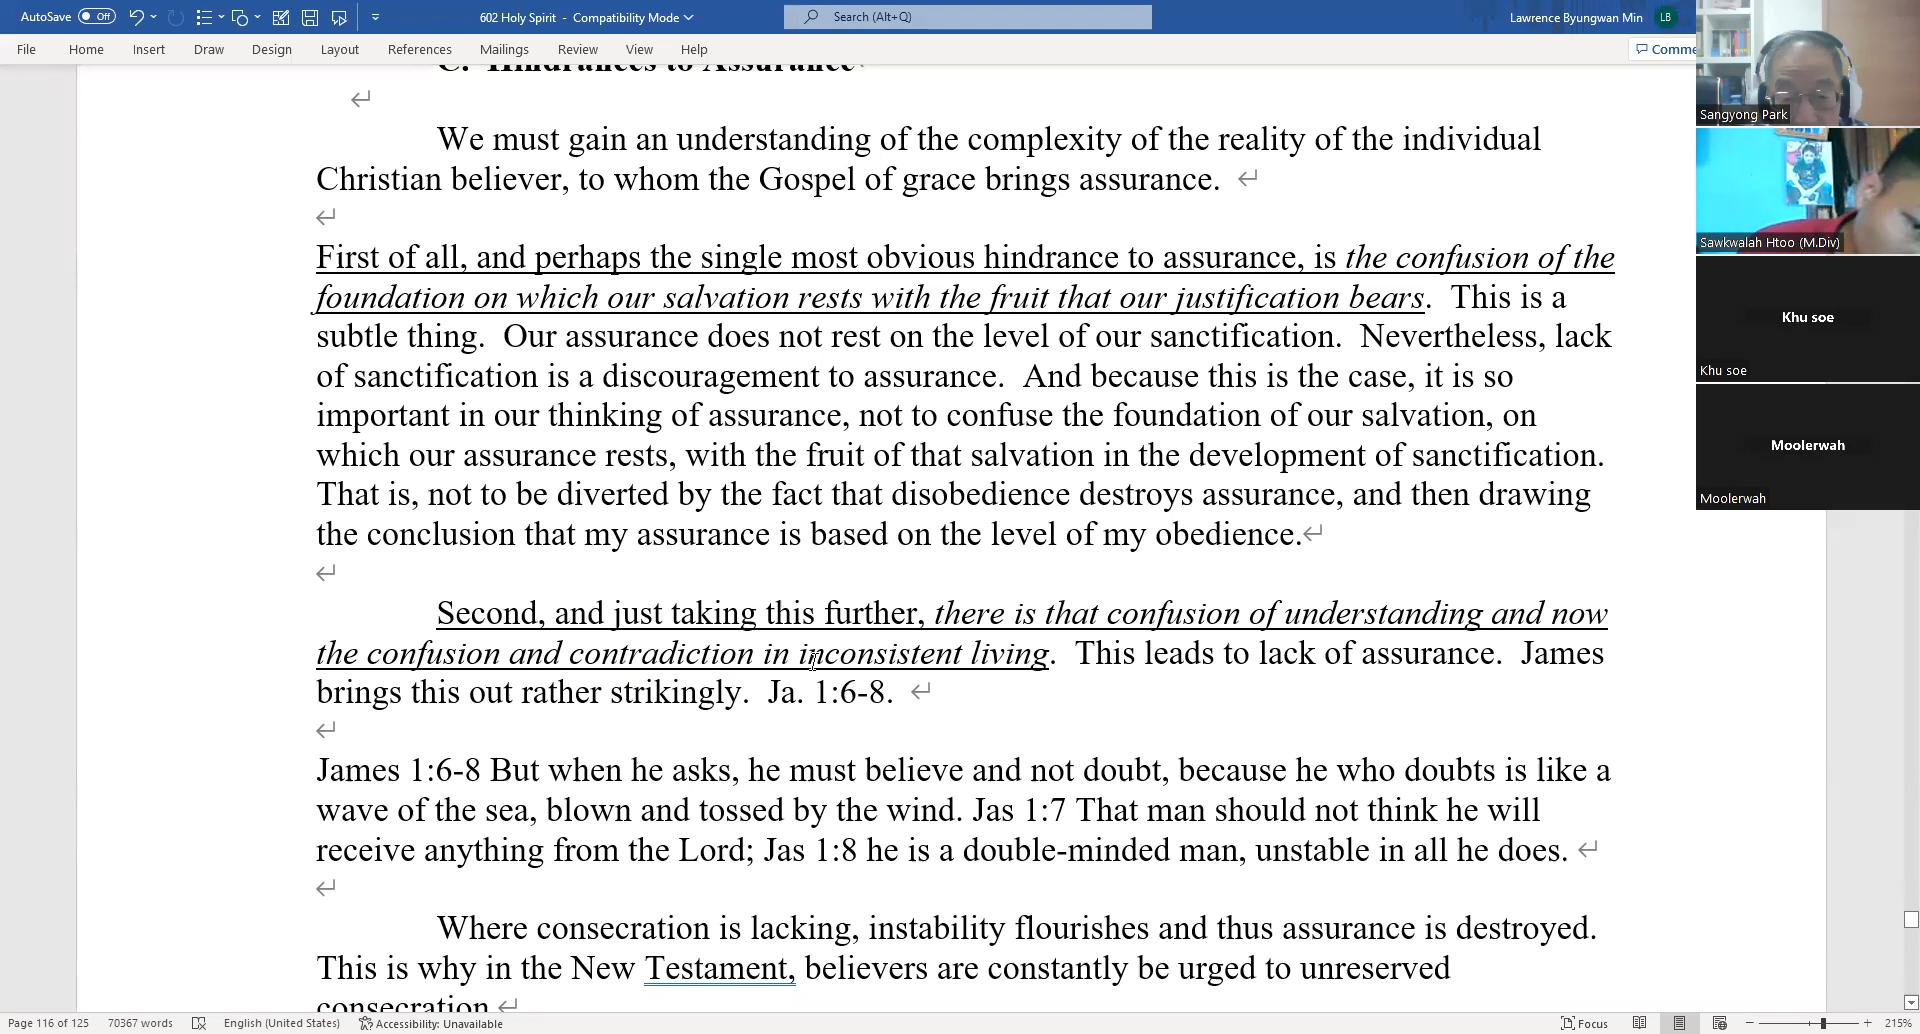 AutoSave Off 602 Holy Spirit - Compatibility Mode Search (Alt+Q) Lawrence Byungwan Min LB
File Home Insert Draw Design Layout References Mailings Review View Help Comme
C. Hindrances to Assurance
We must gain an understanding of the complexity of the reality of the individual
Christian believer, to whom the Gospel of grace brings assurance.
First of all, and perhaps the single most obvious hindrance to assurance, is the confusion of the
foundation on which our salvation rests with the fruit that our justification bears. This is a
subtle thing. Our assurance does not rest on the level of our sanctification. Nevertheless, lack
of sanctification is a discouragement to assurance. And because this is the case, it is so
important in our thinking of assurance, not to confuse the foundation of our salvation, on
which our assurance rests, with the fruit of that salvation in the development of sanctification.
That is, not to be diverted by the fact that disobedience destroys assurance, and then drawing
the conclusion that my assurance is based on the level of my obedience.
Second, and just taking this further, there is that confusion of understanding and now
the confusion and contradiction in inconsistent living. This leads to lack of assurance. James
brings this out rather strikingly. Ja. 1:6-8.
James 1:6-8 But when he asks, he must believe and not doubt, because he who doubts is like a
wave of the sea, blown and tossed by the wind. Jas 1:7 That man should not think he will
receive anything from the Lord; Jas 1:8 he is a double-minded man, unstable in all he does.
Where consecration is lacking, instability flourishes and thus assurance is destroyed.
This is why in the New Testament, believers are constantly be urged to unreserved
consecration
Sangyong Park
Sawkwalah Htoo (M.Div)
Khu soe
Khu soe
Moolerwah
Moolerwah
Page 116 of 125 70367 words English (United States) Accessibility: Unavailable Focus 215%